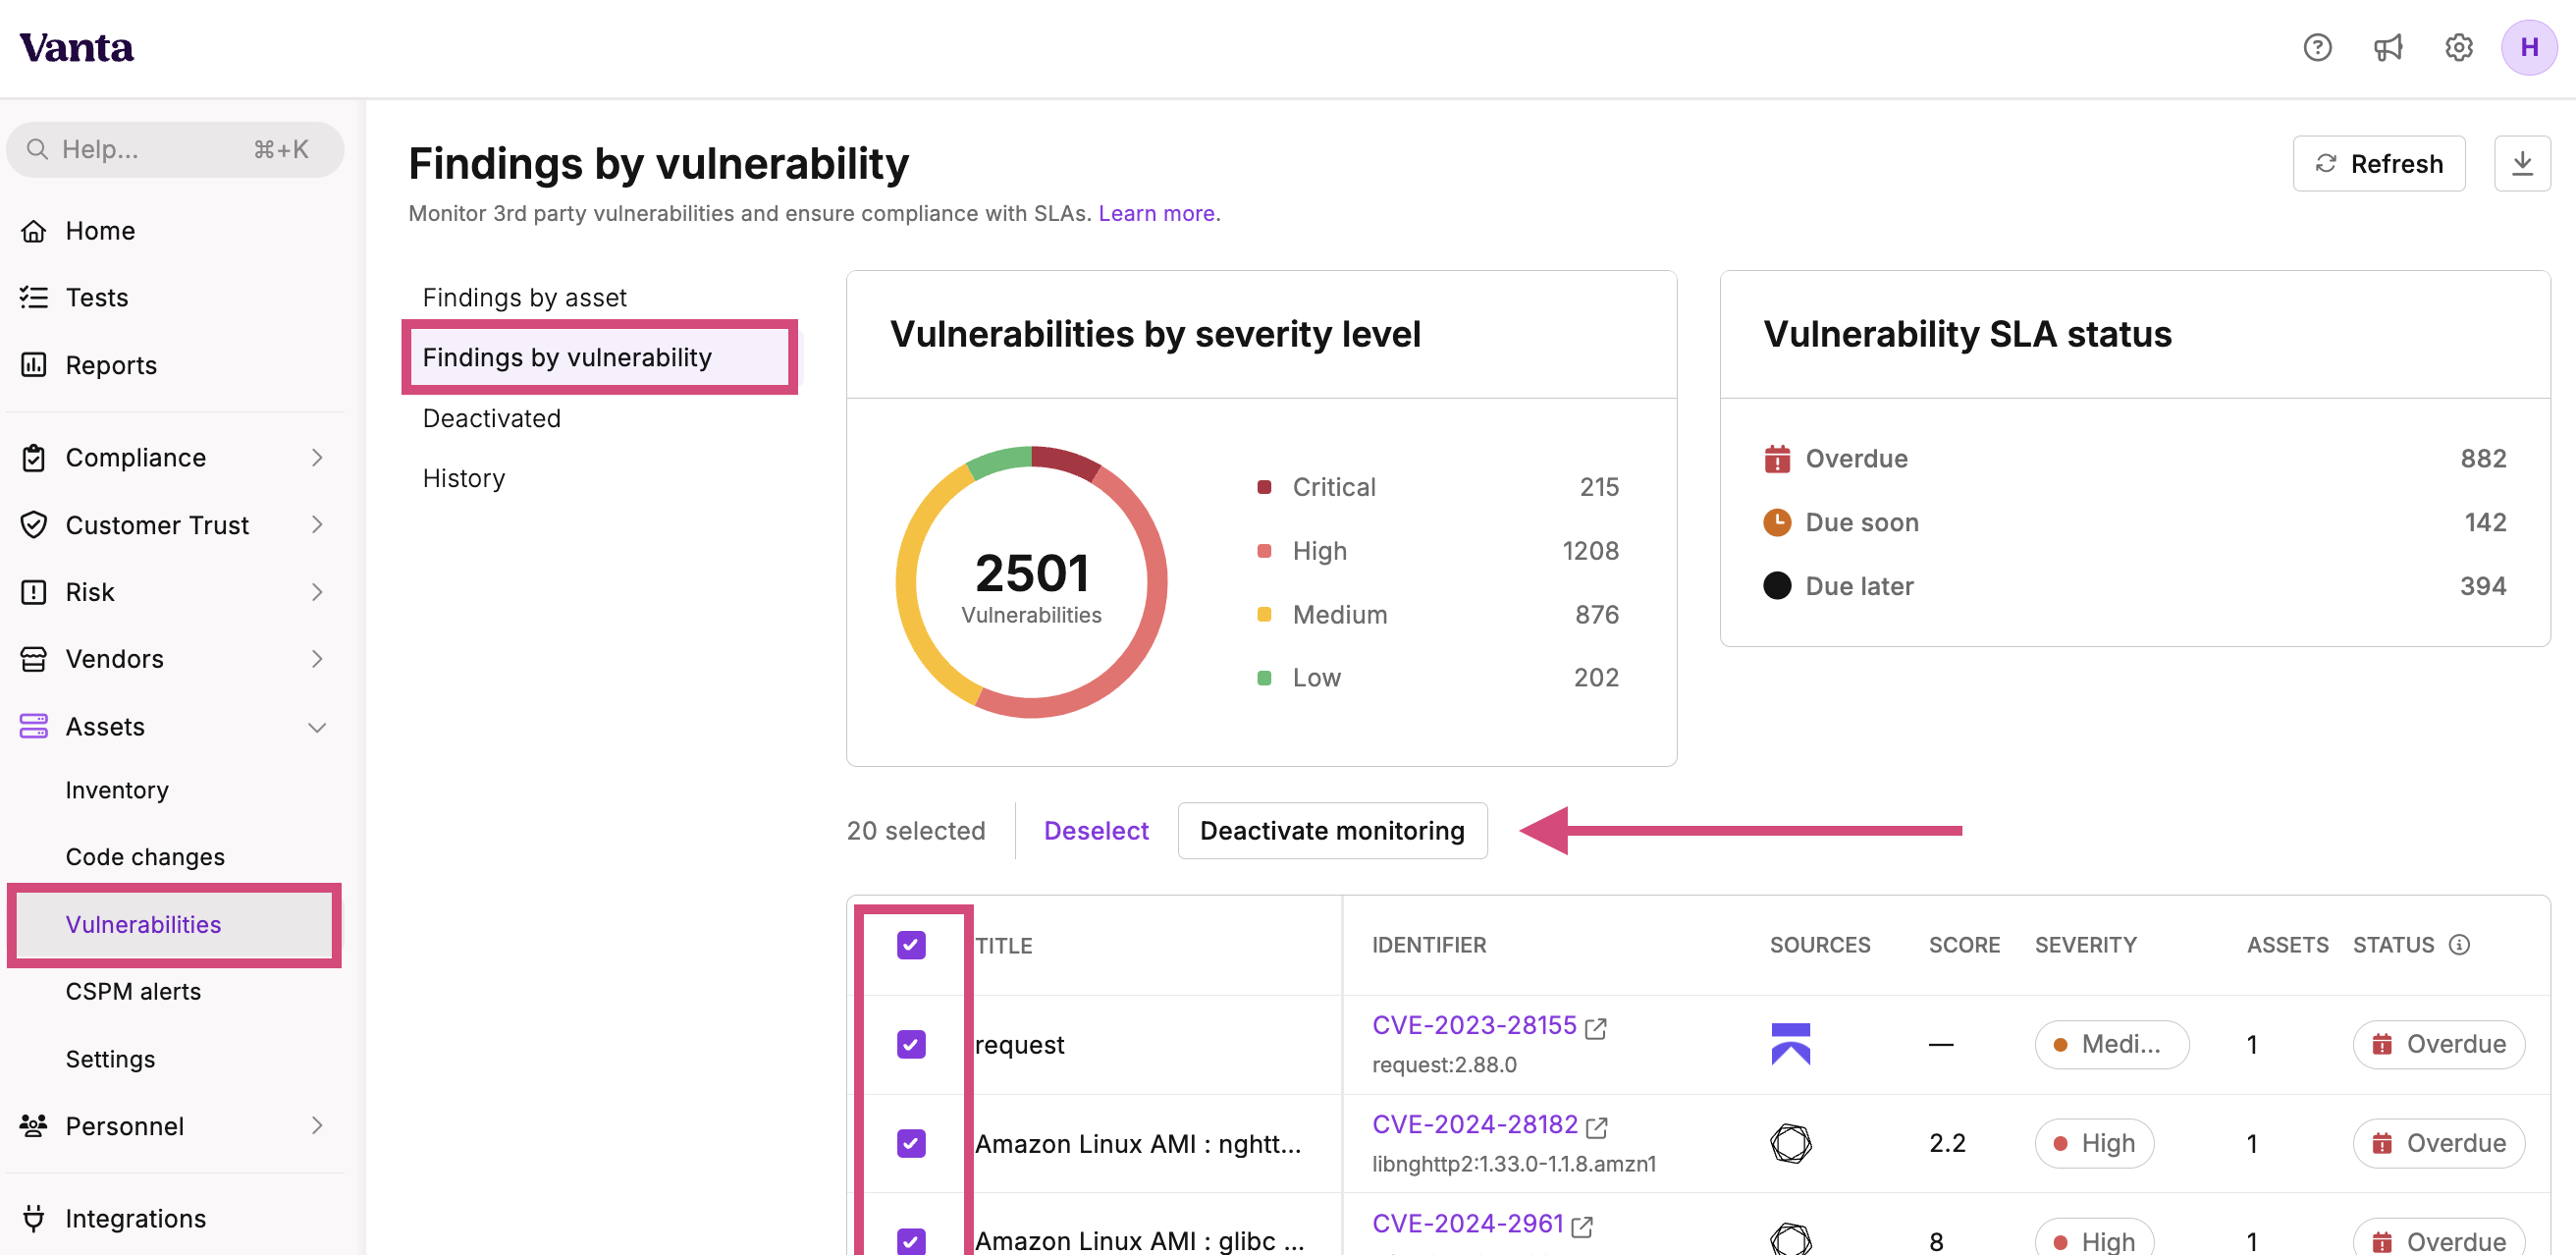 Vanta
H
Help... ⌘+K
Home
Tests
Reports
Compliance
Customer Trust
Risk
Vendors
Assets
Inventory
Code changes
Vulnerabilities
CSPM alerts
Settings
Personnel
Integrations
Findings by vulnerability
Monitor 3rd party vulnerabilities and ensure compliance with SLAs. Learn more.
Refresh
Findings by asset
Findings by vulnerability
Deactivated
History
Vulnerabilities by severity level
2501
Vulnerabilities
Critical 215
High 1208
Medium 876
Low 202
Vulnerability SLA status
Overdue 882
Due soon 142
Due later 394
20 selected Deselect Deactivate monitoring
TITLE IDENTIFIER SOURCES SCORE SEVERITY ASSETS STATUS
request CVE-2023-28155 — Medi... 1 Overdue
request:2.88.0
Amazon Linux AMI : nghtt... CVE-2024-28182 2.2 High 1 Overdue
libnghttp2:1.33.0-1.1.8.amzn1
Amazon Linux AMI : glibc ... CVE-2024-2961 8 High 1 Overdue